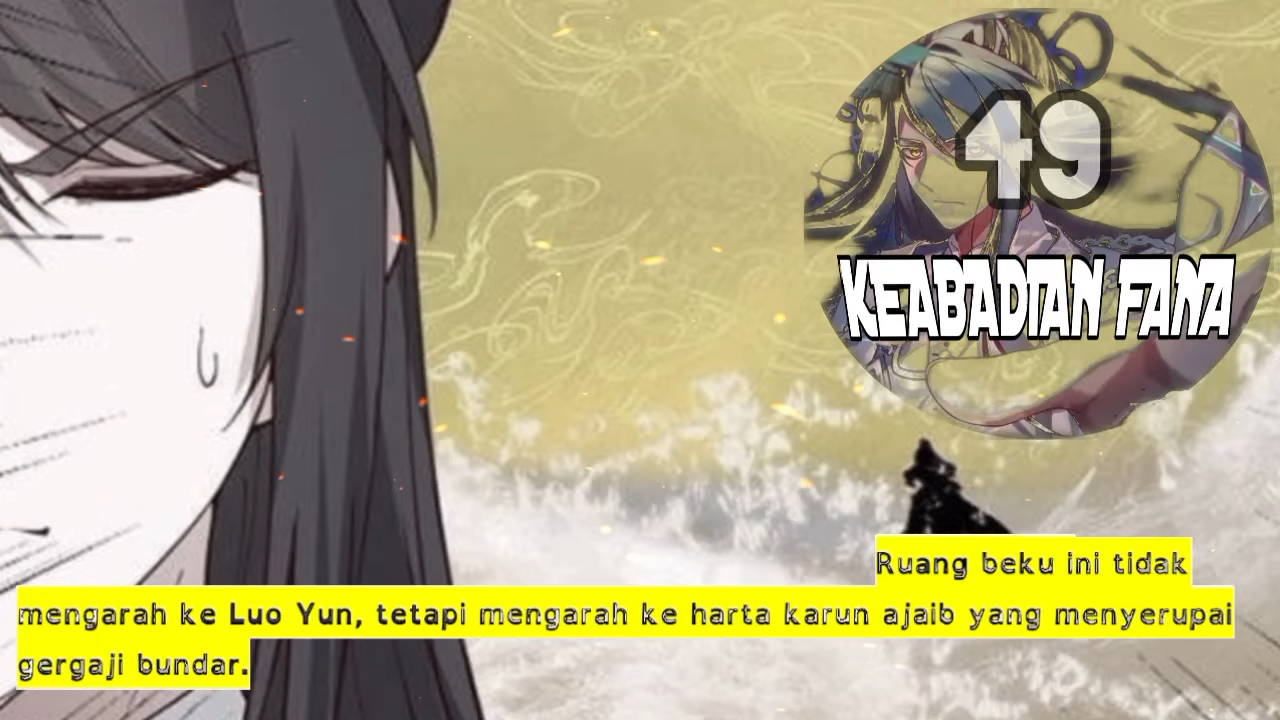 49
KEABADIAN FANA
Ruang beku ini tidak
mengarah ke Luo Yun, tetapi mengarah ke harta karun ajaib yang menyerupai
gergaji bundar.